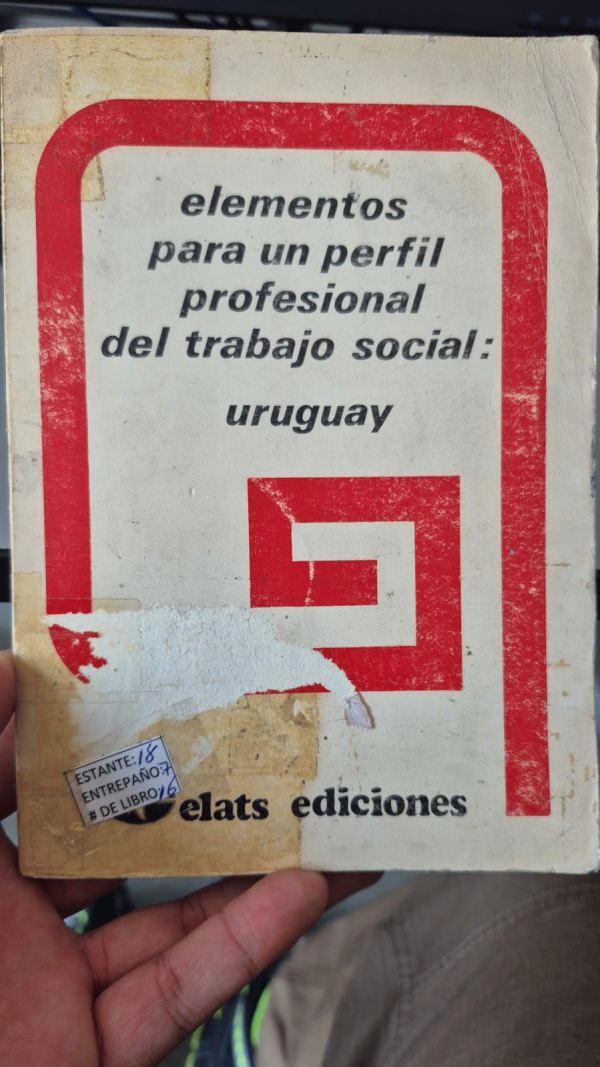 elementos
para un perfil
profesional
del trabajo social:
uruguay
ESTANTE: 18
ENTREPAÑO: 7
# DE LIBRO: 16
elats ediciones